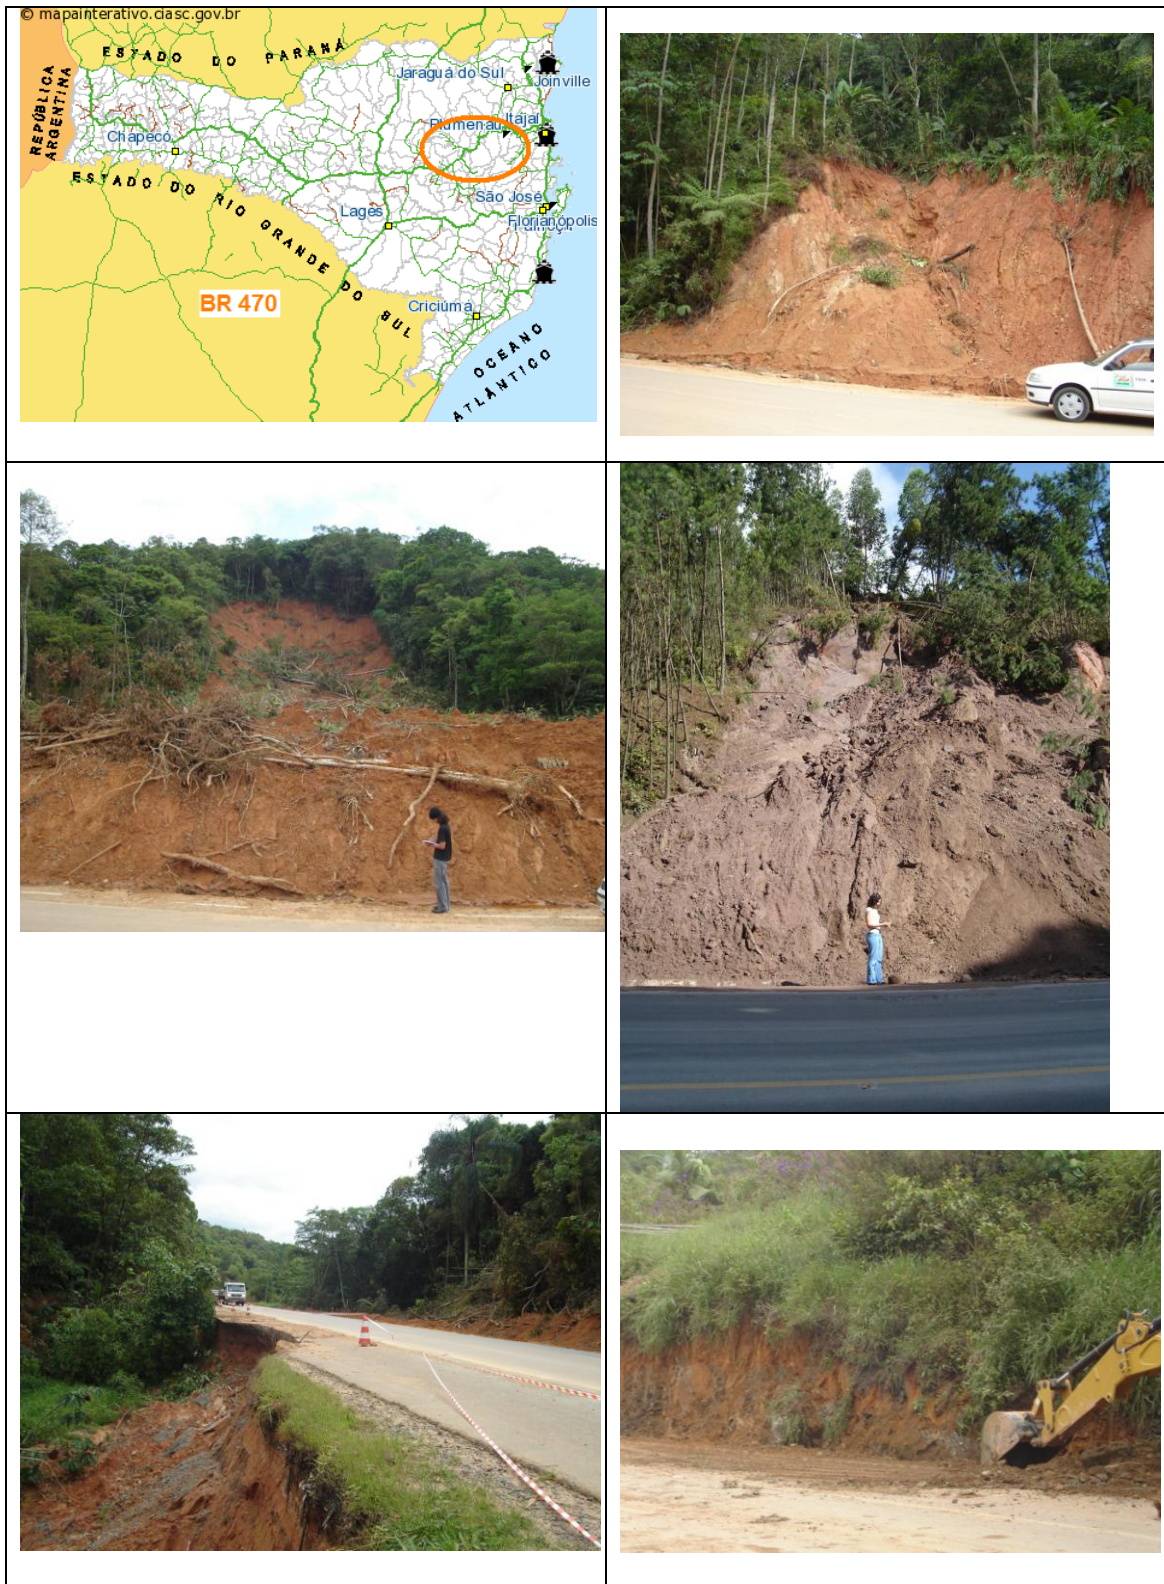 © mapainterativo.ciasc.gov.br
ESTADO DO PARANÁ
REPÚBLICA
ARGENTINA
Jaraguá do Sul
Joinville
Itajaí
Blumenau
Chapecó
ESTADO DO RIO GRANDE DO SUL
São José
Lages
Florianópolis
BR 470
Criciúma
OCEANO
ATLÂNTICO